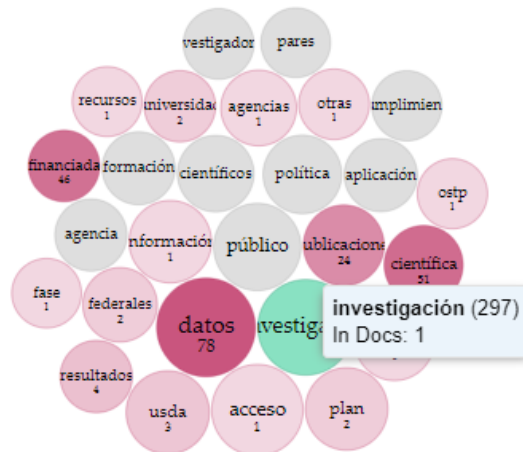 vestigador
pares
recursos
1
universidad
2
agencias
1
otras
1
umplimien
financiada
46
formación
científicos
política
aplicación
ostp
1
agencia
nformación
1
público
ublicacione
24
científica
51
fase
1
federales
2
datos
78
investigación (297)
In Docs: 1
resultados
4
usda
3
acceso
1
plan
2